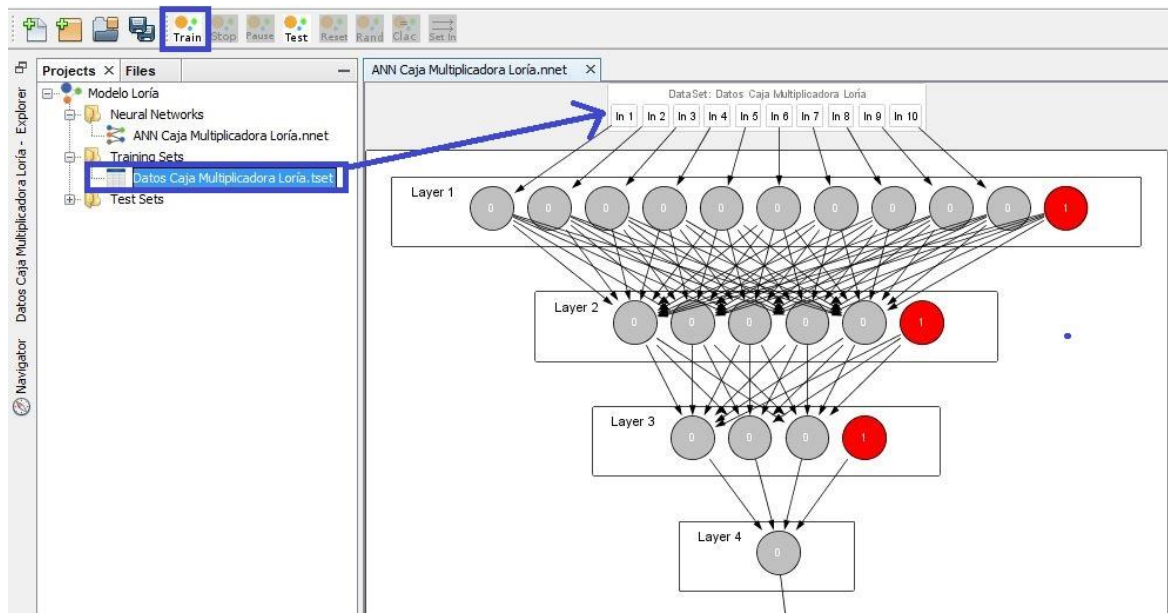 Train Stop Pause Test Reset Rand Clac Set In
Projects × Files
ANN Caja Multiplicadora Loría.nnet ×
Explorer
Datos Caja Multiplicadora Loría -
Navigator
Modelo Loría
Neural Networks
ANN Caja Multiplicadora Loría.nnet
Training Sets
Datos Caja Multiplicadora Loría.tset
Test Sets
DataSet: Datos Caja Multiplicadora Loría
In 1 In 2 In 3 In 4 In 5 In 6 In 7 In 8 In 9 In 10
Layer 1
0 0 0 0 0 0 0 0 0 0 1
Layer 2
0 0 0 0 0 1
Layer 3
0 0 0 1
Layer 4
0